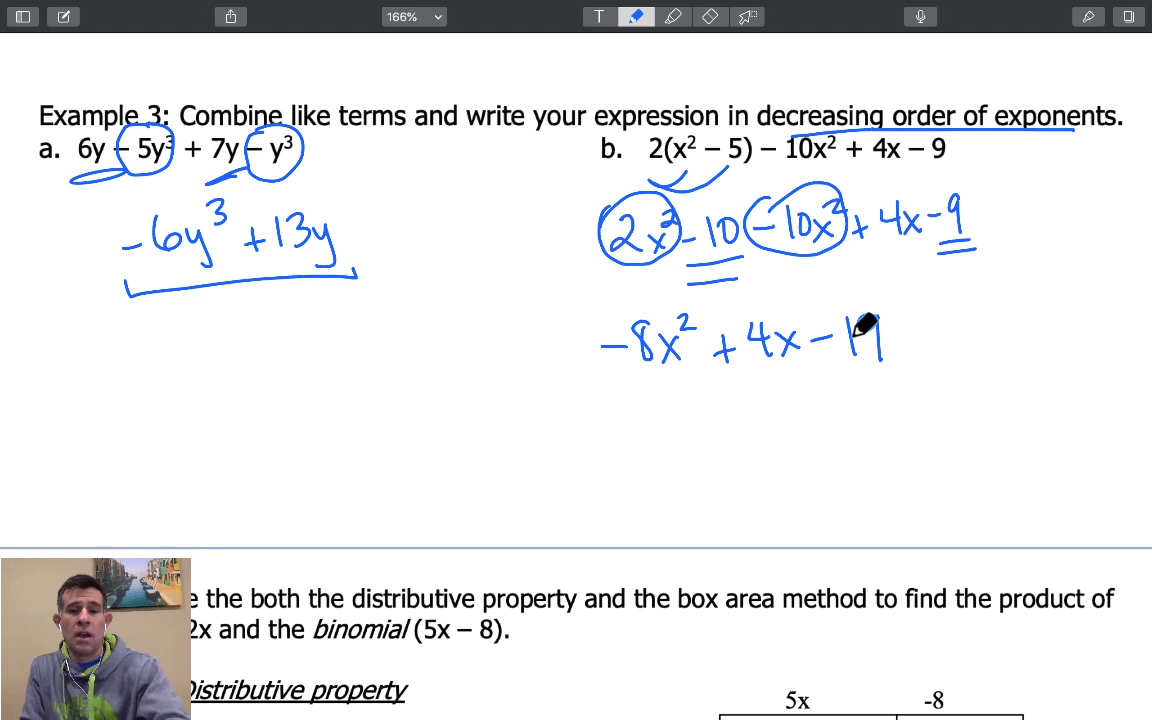 166%
T
Example 3: Combine like terms and write your expression in decreasing order of exponents.
a. 6y – 5y³ + 7y – y³
b. 2(x² – 5) – 10x² + 4x – 9
-6y³ + 13y
2x² - 10 - 10x² + 4x - 9
-8x² + 4x - 19
e the both the distributive property and the box area method to find the product of
2x and the binomial (5x – 8).
Distributive property
5x -8